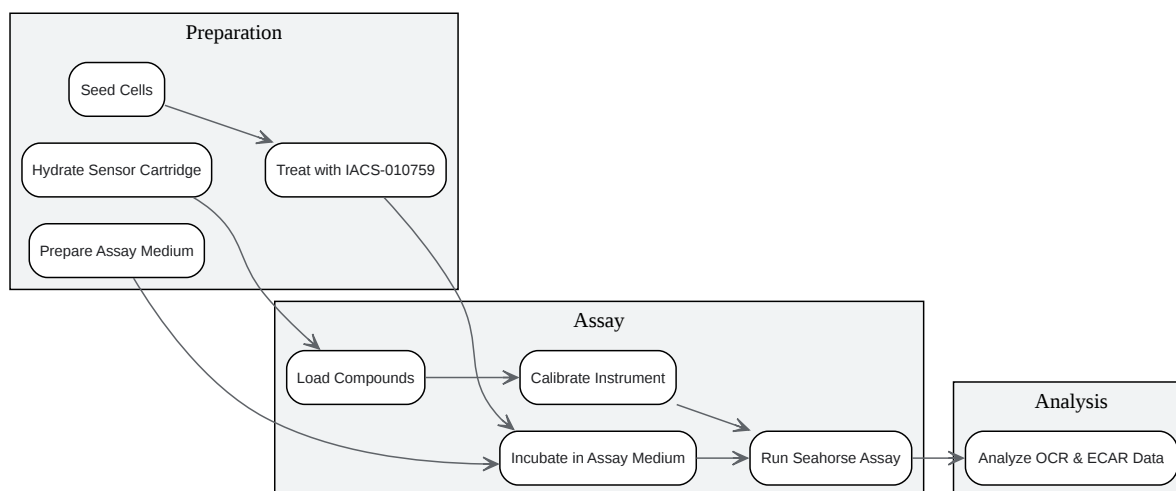 Preparation
Seed Cells
Hydrate Sensor Cartridge
Treat with IACS-010759
Prepare Assay Medium
Assay
Load Compounds
Calibrate Instrument
Incubate in Assay Medium
Run Seahorse Assay
Analysis
Analyze OCR & ECAR Data